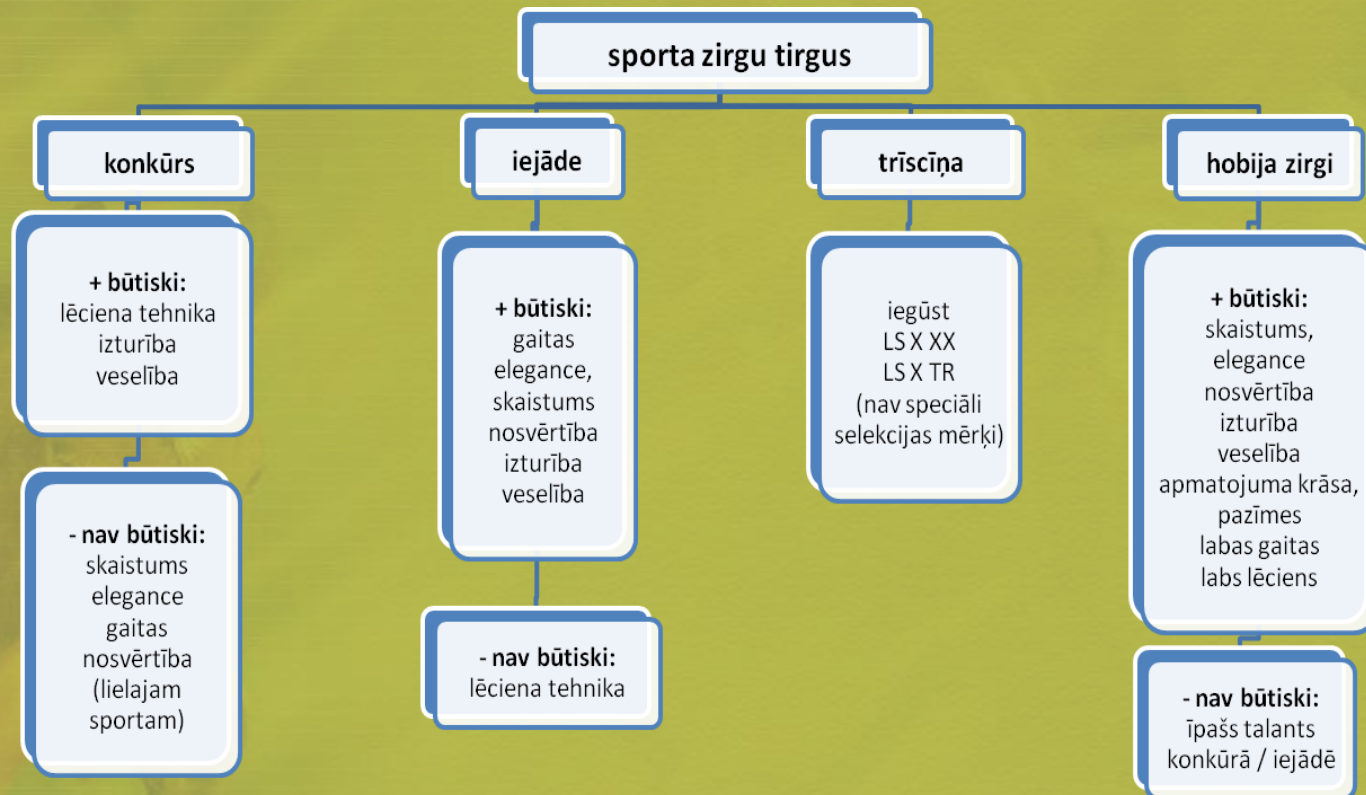 sporta zirgu tirgus
konkūrs
+ būtiski:
lēciena tehnika
izturība
veselība
- nav būtiski:
skaistums
elegance
gaitas
nosvērtība
(lielajam
sportam)
iejāde
+ būtiski:
gaitas
elegance,
skaistums
nosvērtība
izturība
veselība
- nav būtiski:
lēciena tehnika
trīscīņa
iegūst
LS X XX
LS X TR
(nav speciāli
selekcijas mērķi)
hobija zirgi
+ būtiski:
skaistums,
elegance
nosvērtība
izturība
veselība
apmatojuma krāsa,
pazīmes
labas gaitas
labs lēciens
- nav būtiski:
īpašs talants
konkūrā / iejādē